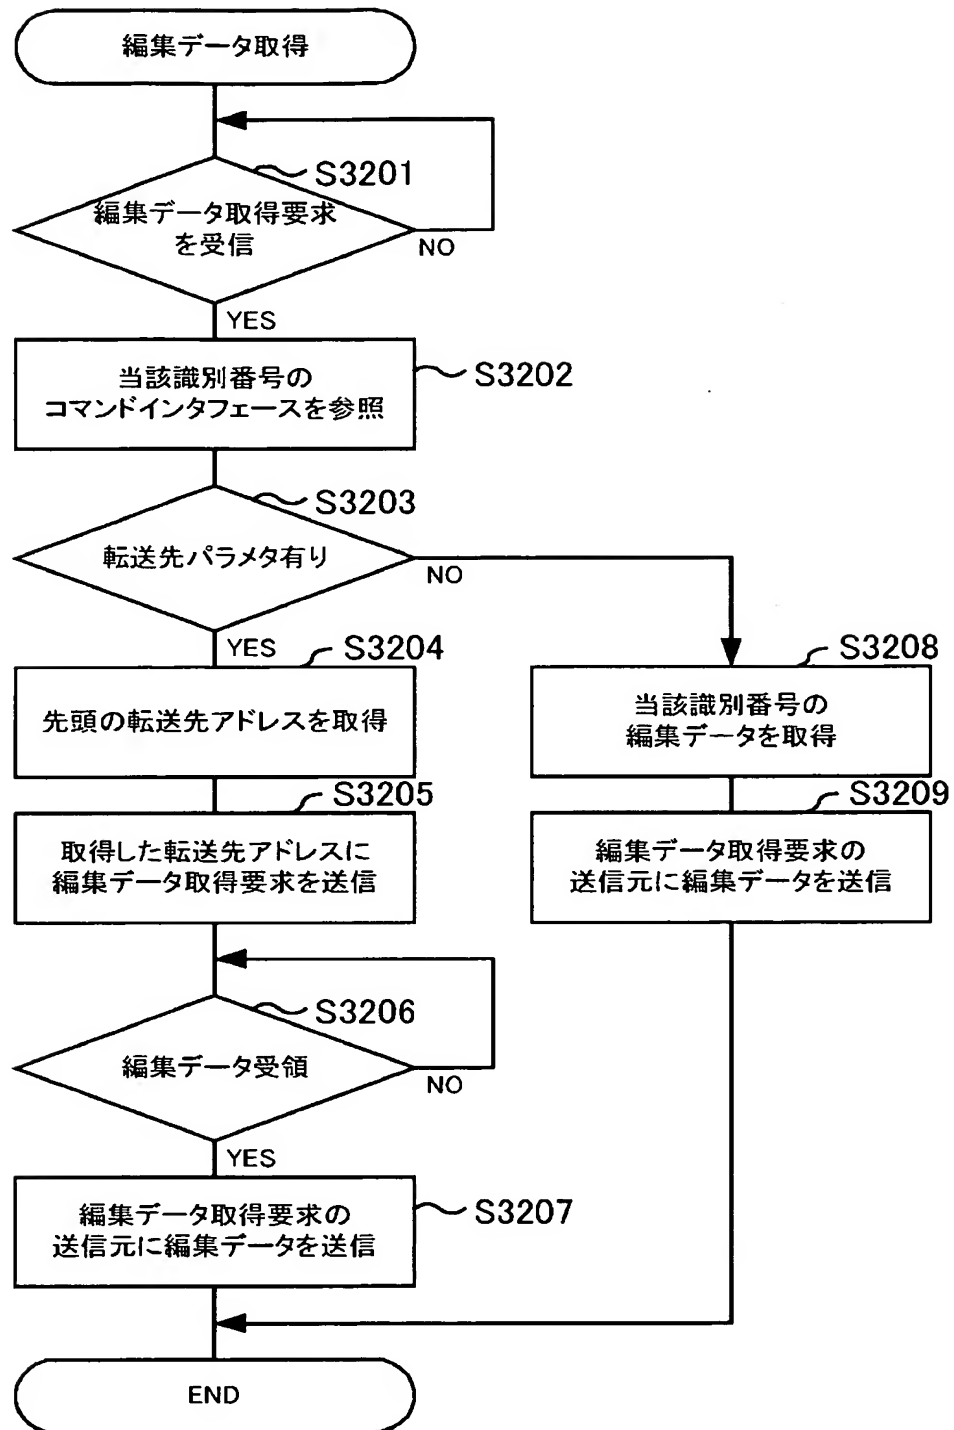 編集データ取得
S3201
編集データ取得要求
を受信
NO
YES
当該識別番号の
コマンドインタフェースを参照
S3202
S3203
転送先パラメタ有り
NO
YES
S3204
先頭の転送先アドレスを取得
S3208
当該識別番号の
編集データを取得
S3205
取得した転送先アドレスに
編集データ取得要求を送信
S3209
編集データ取得要求の
送信元に編集データを送信
S3206
編集データ受領
NO
YES
編集データ取得要求の
送信元に編集データを送信
S3207
END